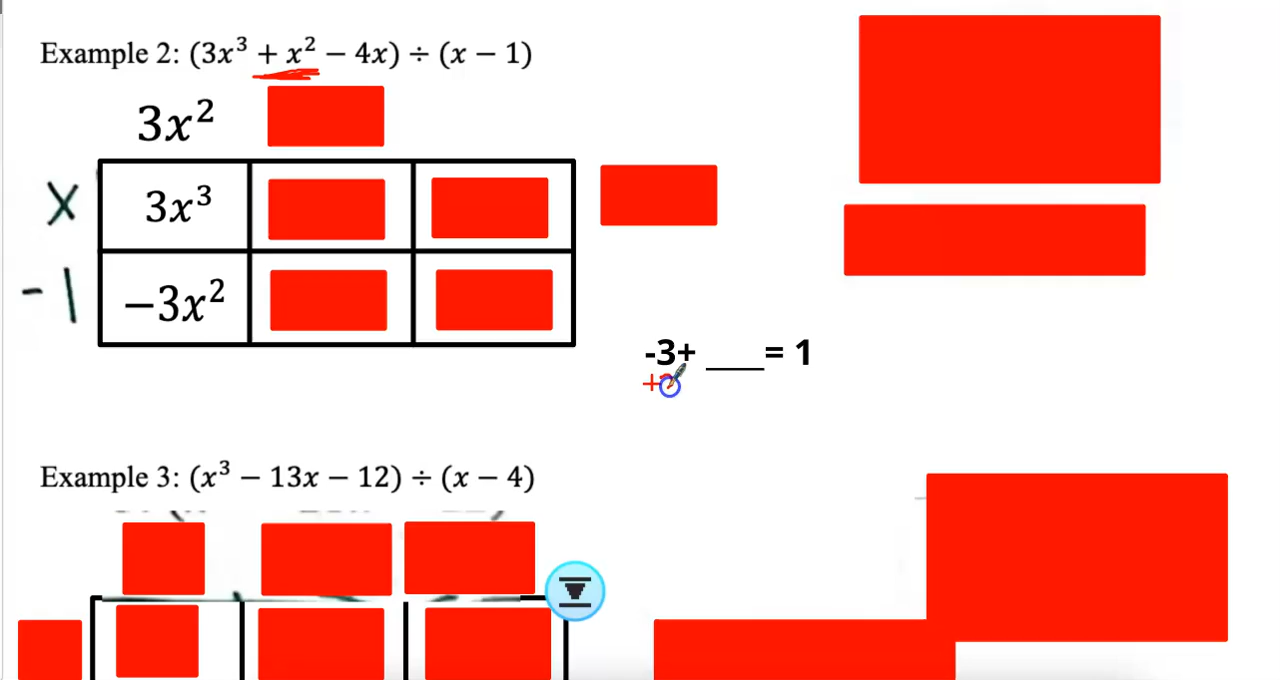 Example 2: (3x³ + x² − 4x) ÷ (x − 1)
3x²
x 3x³
-1 −3x²
-3+ ____= 1
Example 3: (x³ − 13x − 12) ÷ (x − 4)